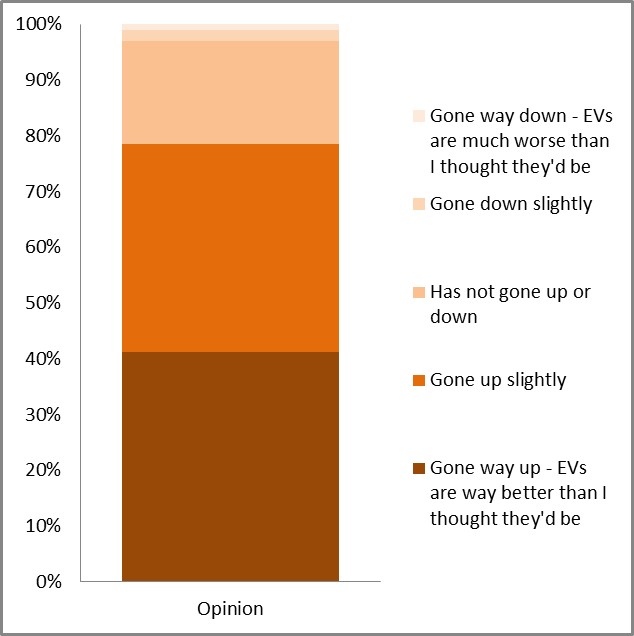 100%
90%
80%
70%
60%
50%
40%
30%
20%
10%
0%
Opinion
Gone way down - EVs
are much worse than
I thought they'd be
Gone down slightly
Has not gone up or
down
Gone up slightly
Gone way up - EVs
are way better than I
thought they'd be